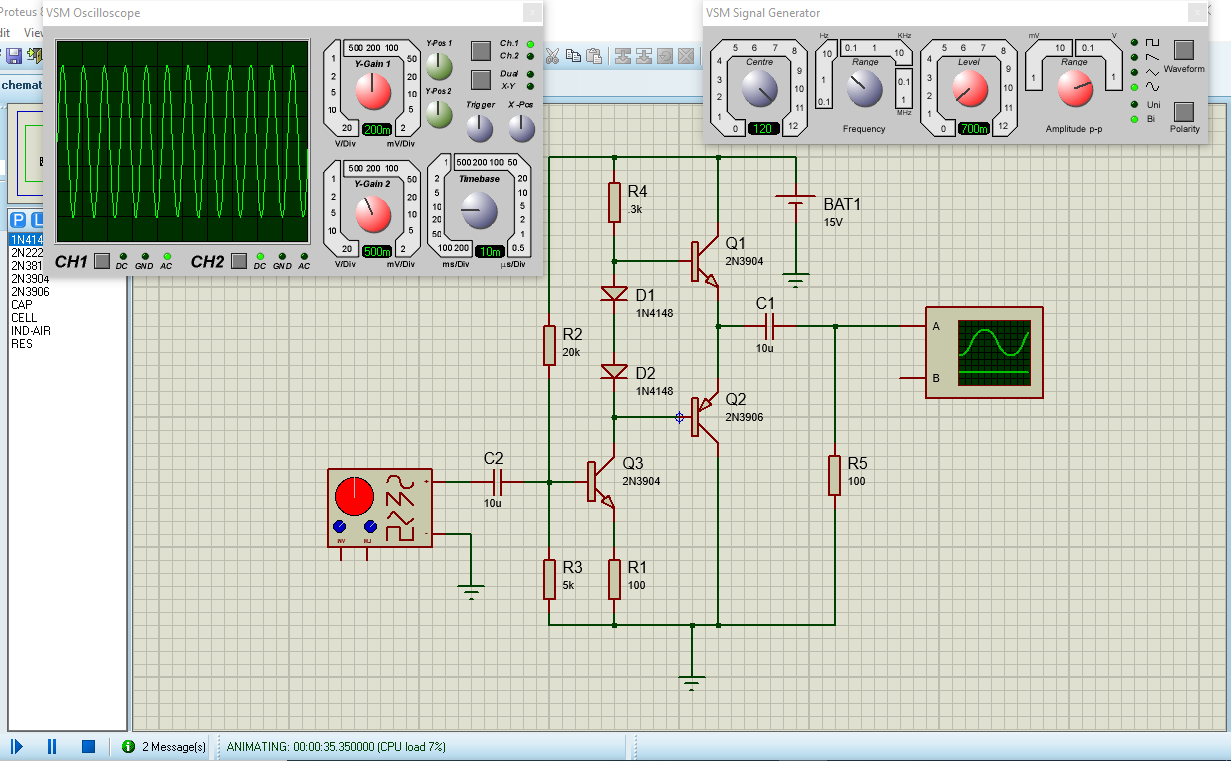 Proteus 8
VSM Oscilloscope
VSM Signal Generator
dit View
chemat
P L
1N414
2N222
2N381
2N3904
2N3906
CAP
CELL
IND-AIR
RES
500 200 100
Y-Gain 1
1
2
5
10
20
50
20
10
5
2
200m
V/Div mV/Div
500 200 100
Y-Gain 2
1
2
5
10
20
50
20
10
5
2
500m
V/Div mV/Div
Y-Pos 1
Y-Pos 2
Ch.1
Ch.2
Dual
X-Y
Trigger X-Pos
1 500 200 100 50
Timebase
2
5
10
20
50
100 200
20
10
5
2
1
0.5
10m
ms/Div µs/Div
CH1 DC GND AC
CH2 DC GND AC
Centre
0 1 2 3 4 5 6 7 8 9 10 11 12
120
Hz KHz
Range
0.1 1 10
10
1
0.1
0.1
1
MHz
Frequency
Level
0 1 2 3 4 5 6 7 8 9 10 11 12
700m
mV V
Range
10 0.1
1 1
Amplitude p-p
Waveform
Uni
Bi
Polarity
R4
.3k
Q1
2N3904
BAT1
15V
D1
1N4148
C1
10u
R2
20k
D2
1N4148
Q2
2N3906
A
B
C2
10u
Q3
2N3904
R5
100
+
-
R3
5k
R1
100
2 Message(s)
ANIMATING: 00:00:35.350000 (CPU load 7%)